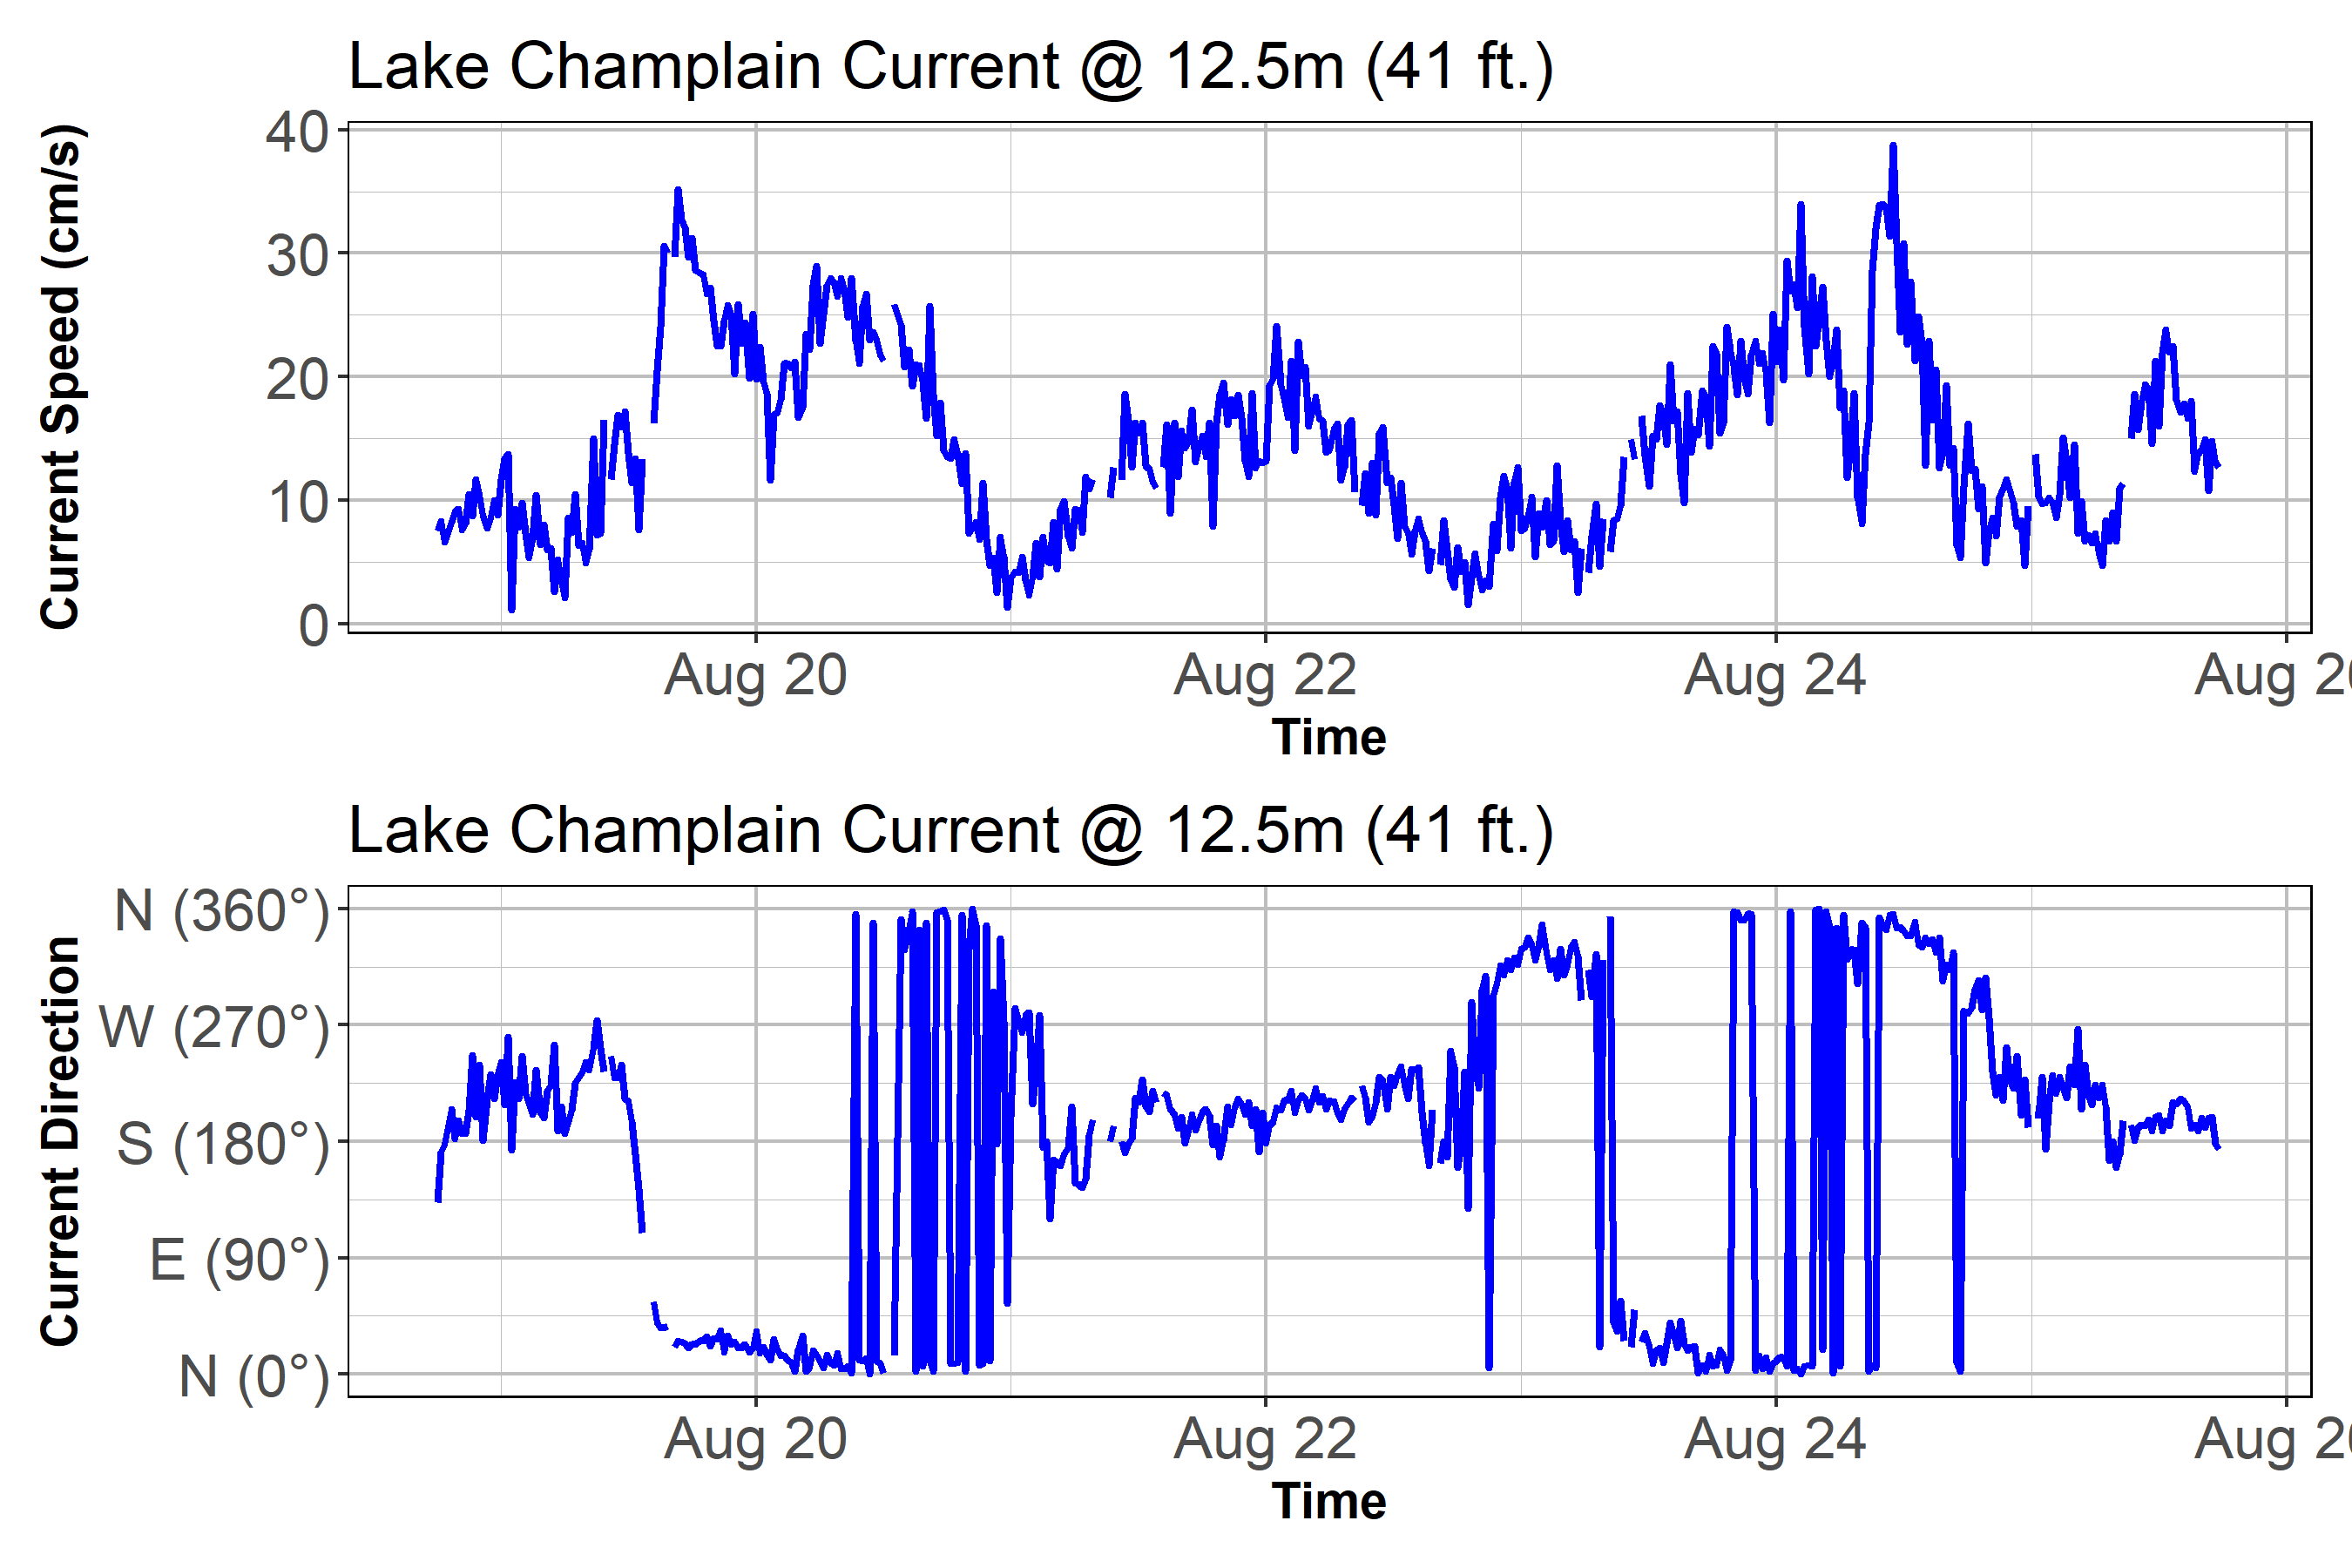 Lake Champlain Current @ 12.5m (41 ft.)
Current Speed (cm/s)
40
30
20
10
0
Aug 20
Aug 22
Aug 24
Aug 20
Time
Lake Champlain Current @ 12.5m (41 ft.)
Current Direction
N (360°)
W (270°)
S (180°)
E (90°)
N (0°)
Aug 20
Aug 22
Aug 24
Aug 2
Time